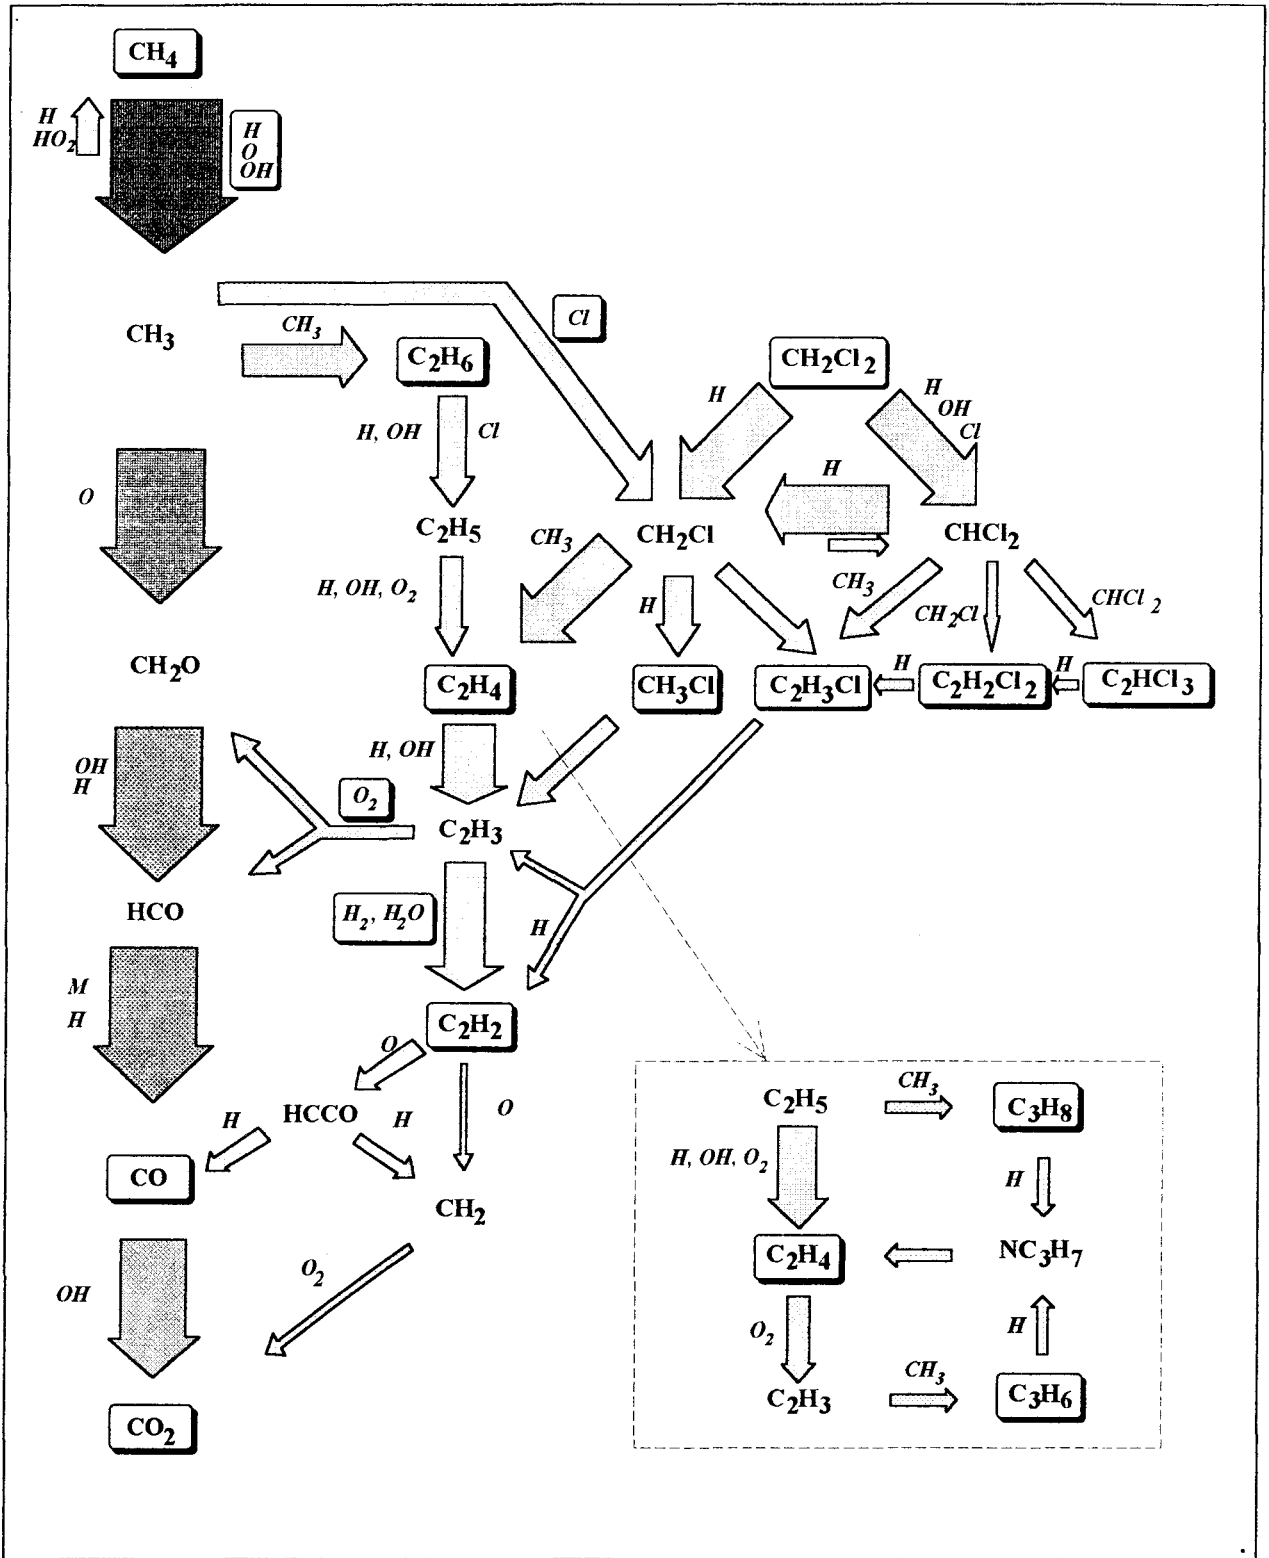 CH4
H
HO2
H
O
OH
Cl
CH3
CH3
C2H6
CH2Cl2
H
H
OH
Cl
H, OH
Cl
H
O
C2H5
CH3
CH2Cl
CHCl2
H, OH, O2
H
CH3
CH2Cl
CHCl2
CH2O
C2H4
CH3Cl
C2H3Cl
H
C2H2Cl2
H
C2HCl3
OH
H
H, OH
O2
C2H3
HCO
H2, H2O
H
M
H
C2H2
O
HCCO
H
H
O
CO
CH2
O2
OH
CO2
C2H5
CH3
C3H8
H, OH, O2
H
C2H4
NC3H7
O2
H
CH3
C2H3
C3H6